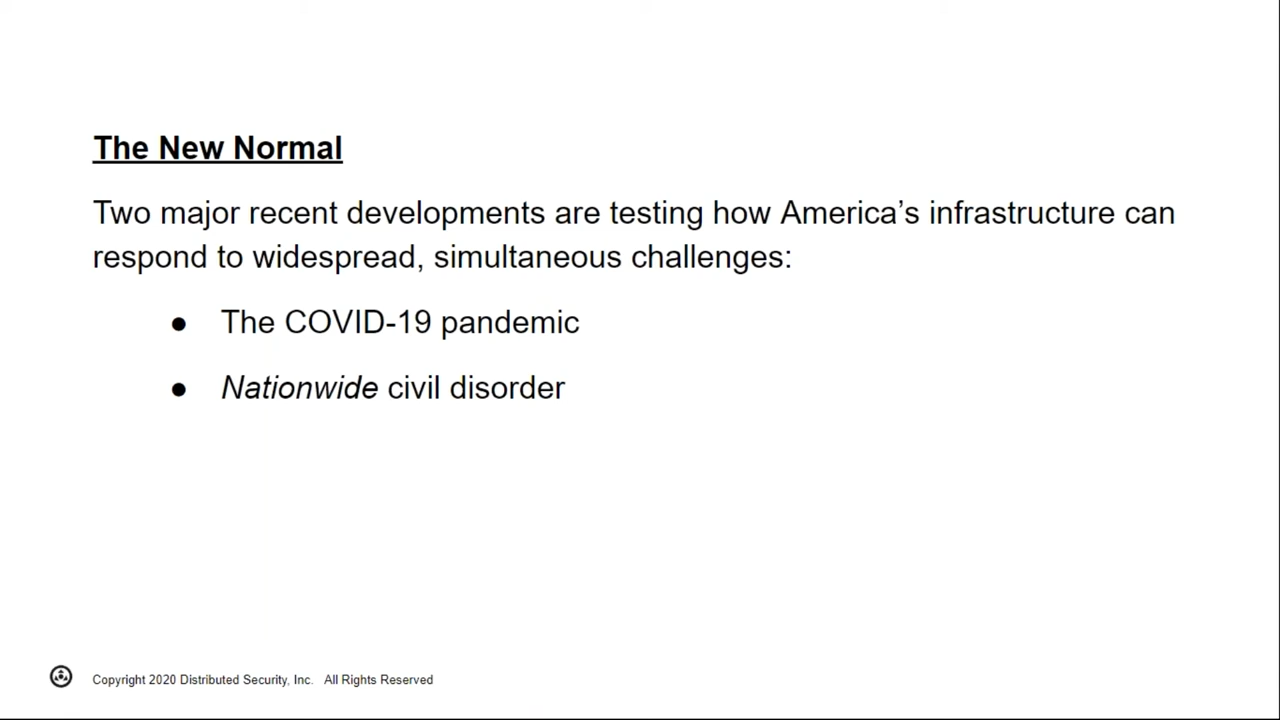 The New Normal
Two major recent developments are testing how America’s infrastructure can
respond to widespread, simultaneous challenges:
● The COVID-19 pandemic
● Nationwide civil disorder
Copyright 2020 Distributed Security, Inc. All Rights Reserved